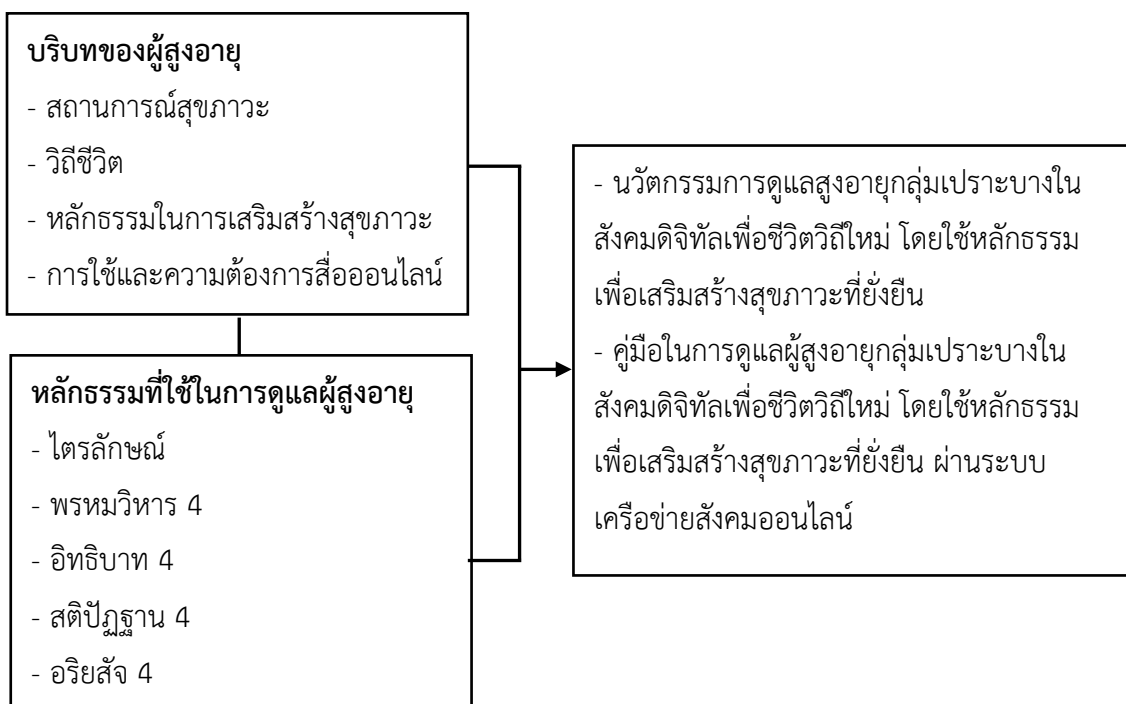 บริบทของผู้สูงอายุ
- สถานการณ์สุขภาวะ
- วิถีชีวิต
- หลักธรรมในการเสริมสร้างสุขภาวะ
- การใช้และความต้องการสื่อออนไลน์
หลักธรรมที่ใช้ในการดูแลผู้สูงอายุ
- ไตรลักษณ์
- พรหมวิหาร 4
- อิทธิบาท 4
- สติปัฏฐาน 4
- อริยสัจ 4
- นวัตกรรมการดูแลสูงอายุกลุ่มเปราะบางใน
สังคมดิจิทัลเพื่อชีวิตวิถีใหม่ โดยใช้หลักธรรม
เพื่อเสริมสร้างสุขภาวะที่ยั่งยืน
- คู่มือในการดูแลผู้สูงอายุกลุ่มเปราะบางใน
สังคมดิจิทัลเพื่อชีวิตวิถีใหม่ โดยใช้หลักธรรม
เพื่อเสริมสร้างสุขภาวะที่ยั่งยืน ผ่านระบบ
เครือข่ายสังคมออนไลน์